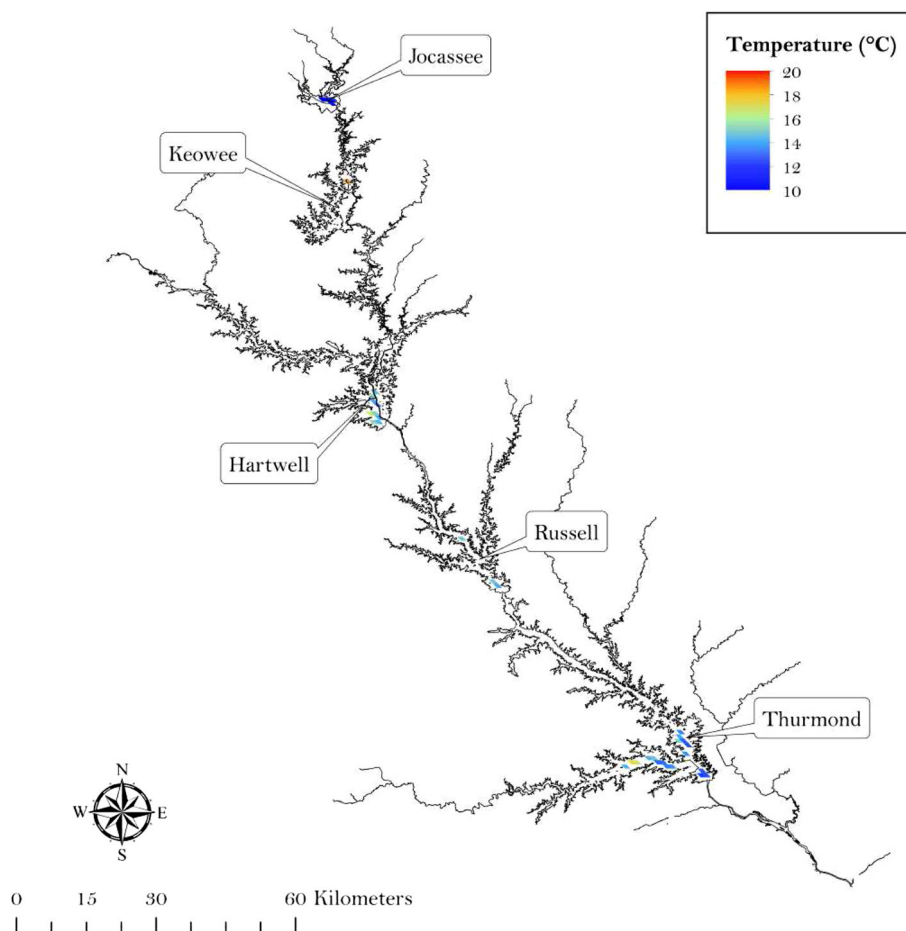 Jocassee
Temperature (°C)
20
18
16
14
12
10
Keowee
Hartwell
Russell
Thurmond
N
W E
S
0 15 30 60 Kilometers